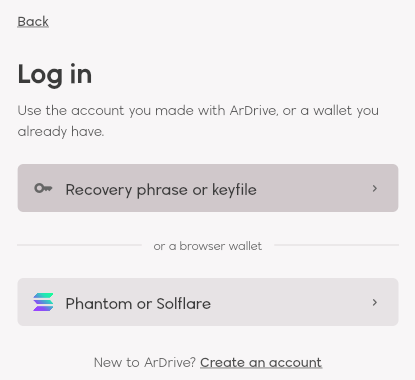 Back
Log in
Use the account you made with ArDrive, or a wallet you
already have.
Recovery phrase or keyfile
or a browser wallet
Phantom or Solflare
New to ArDrive? Create an account